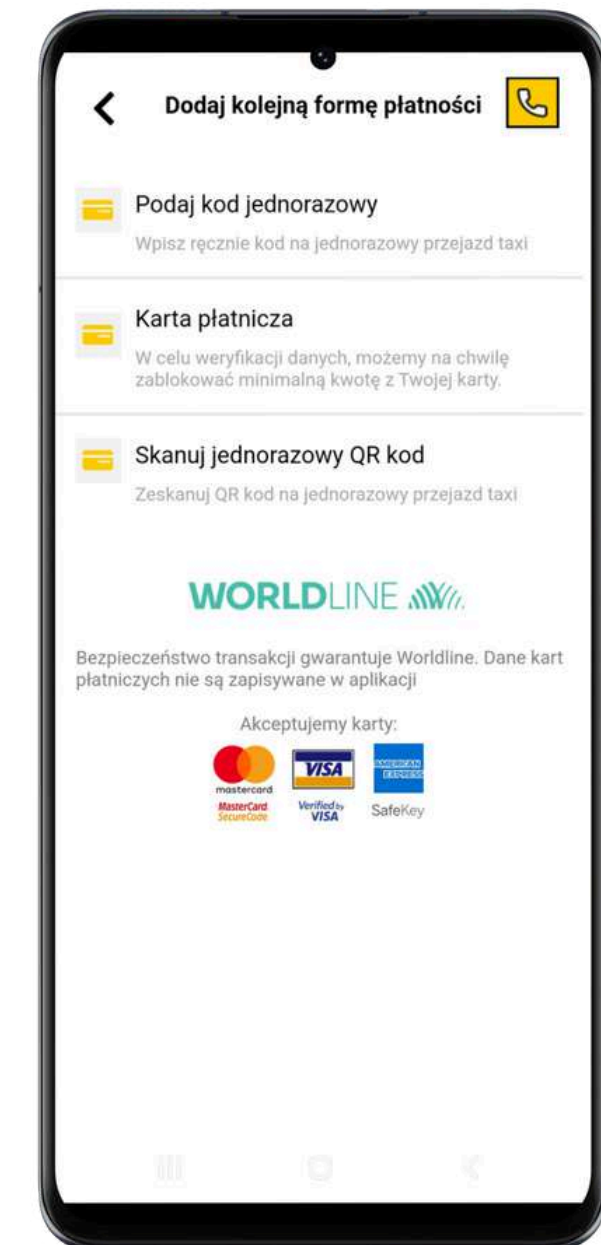 Dodaj kolejną formę płatności
Podaj kod jednorazowy
Wpisz ręcznie kod na jednorazowy przejazd taxi
Karta płatnicza
W celu weryfikacji danych, możemy na chwilę
zablokować minimalną kwotę z Twojej karty.
Skanuj jednorazowy QR kod
Zeskanuj QR kod na jednorazowy przejazd taxi
WORLDLINE
Bezpieczeństwo transakcji gwarantuje Worldline. Dane kart
płatniczych nie są zapisywane w aplikacji
Akceptujemy karty:
mastercard VISA AMERICAN
EXPRESS
MasterCard Verified by SafeKey
SecureCode VISA